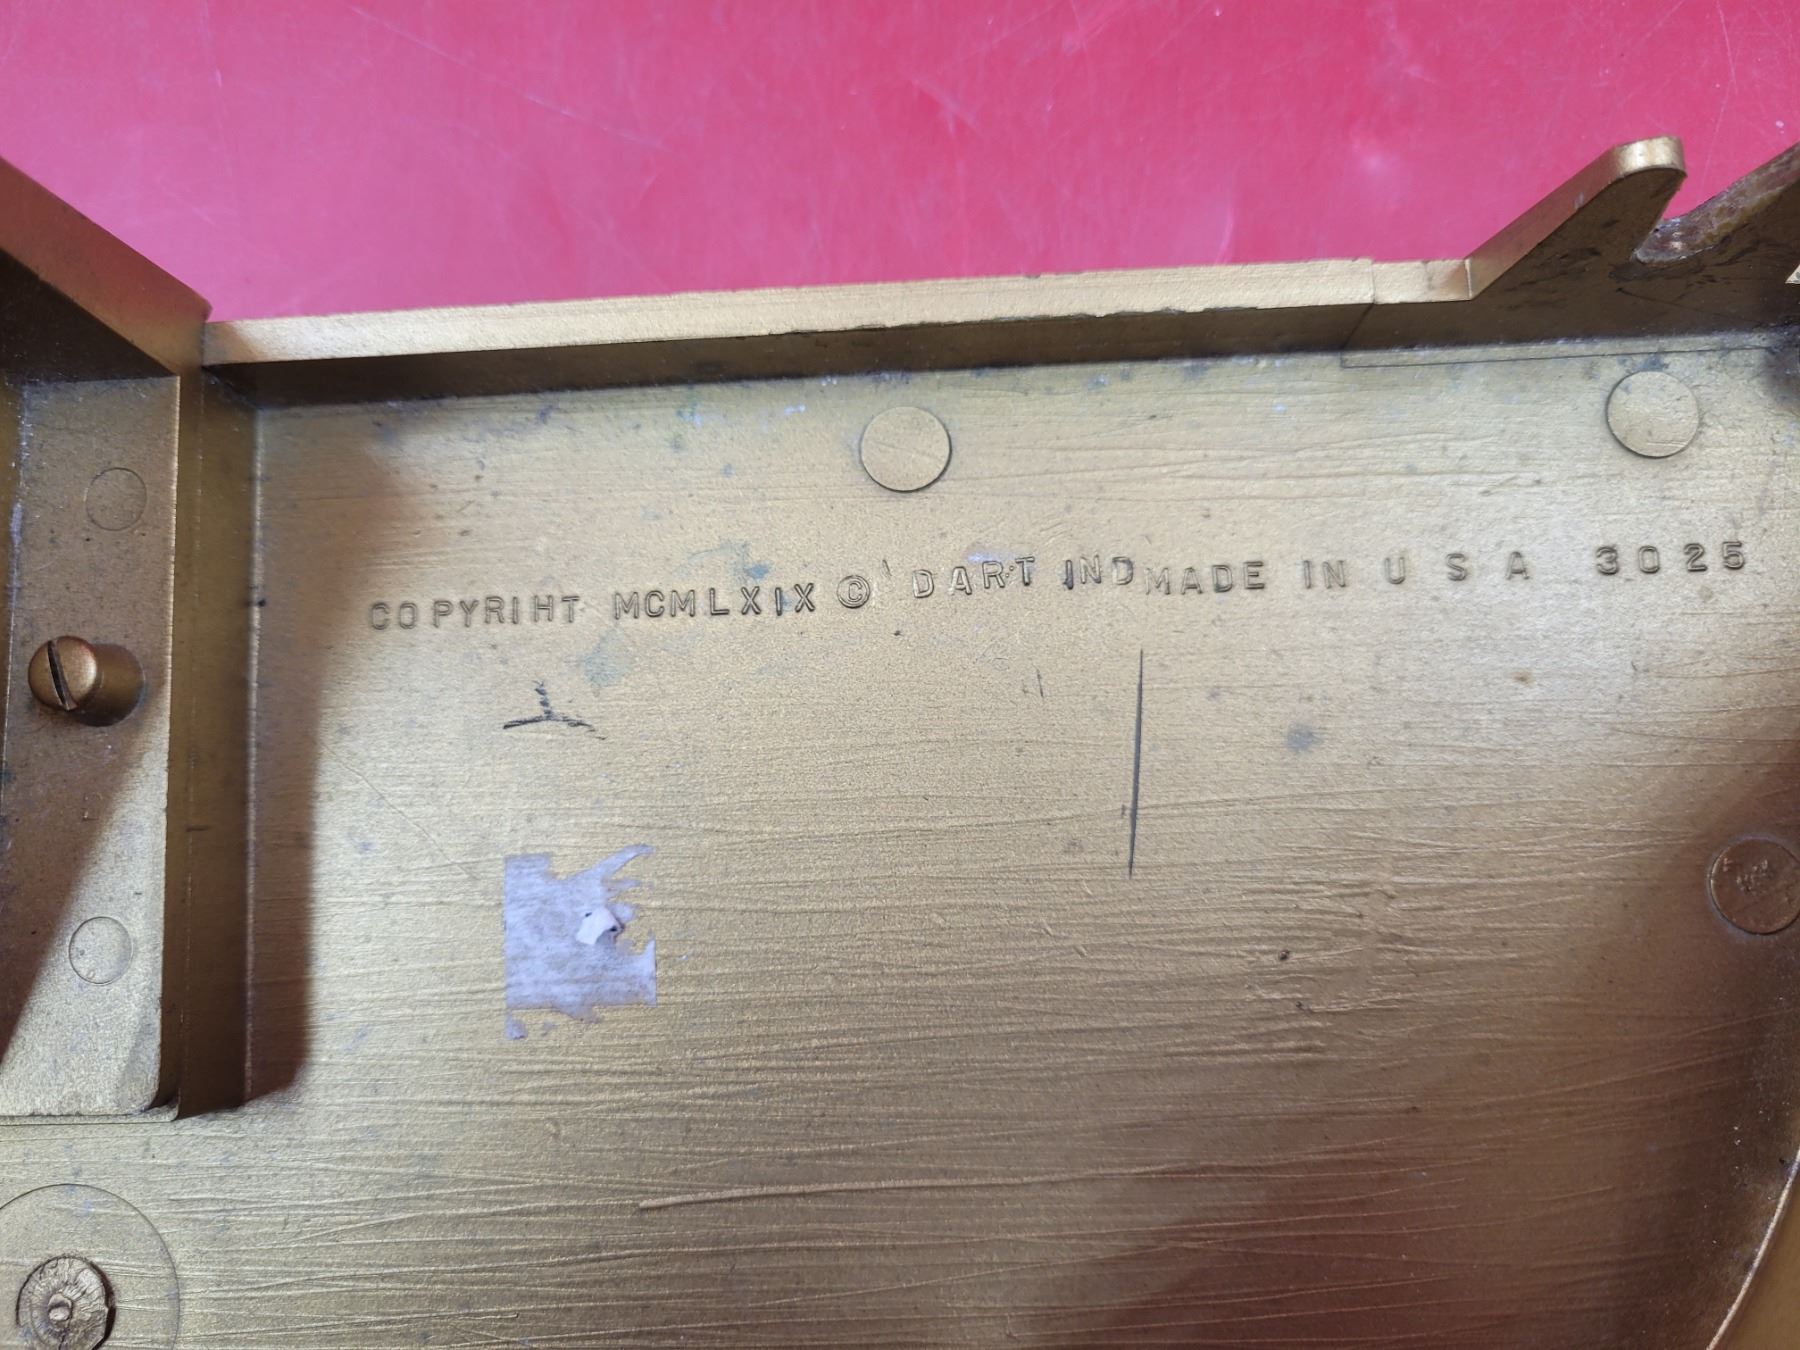 COPYRIHT MCMLXIX © DART IND MADE IN U S A 3025